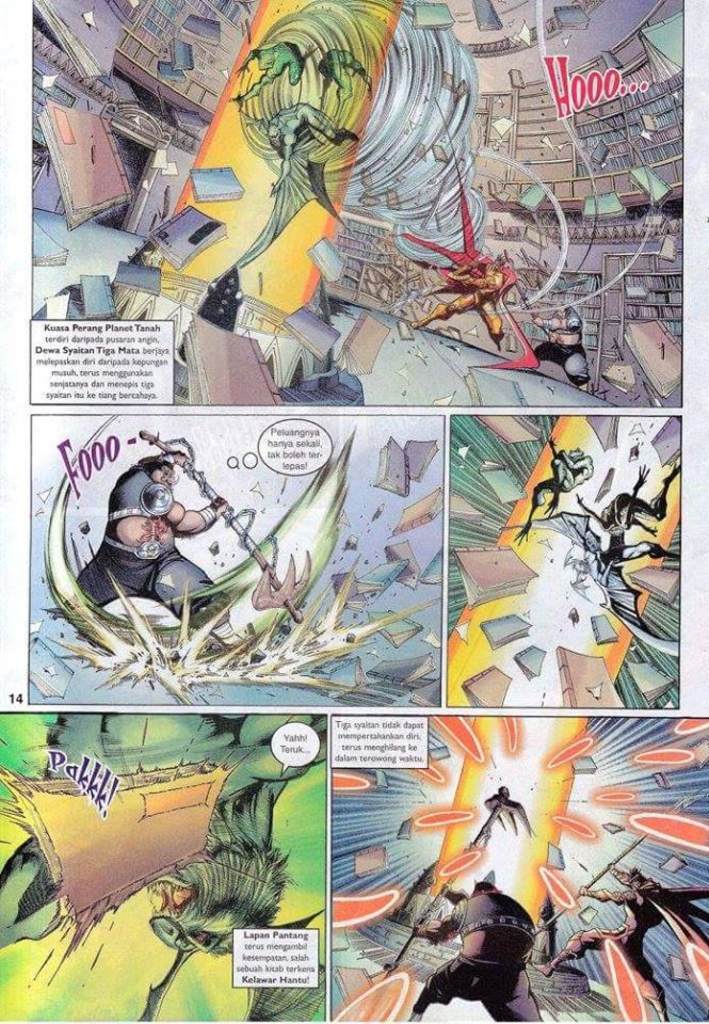 Hooo...
Kuasa Perang Planet Tanah
terdiri daripada pusaran angin,
Dewa Syaitan Tiga Mata berjaya
melepaskan diri daripada kepungan
musuh, terus menggunakan
senjatanya dan menepis tiga
syaitan itu ke tiang bercahaya.
Fooo-
Peluangnya
hanya sekali,
tak boleh ter-
lepas!
14
Pakkk!
Yahh!
Teruk...
Lapan Pantang
terus mengambil
kesempatan, salah
sebuah kitab terkena
Kelawar Hantu!
Tiga syaitan tidak dapat
mempertahankan diri,
terus menghilang ke
dalam terowong waktu.